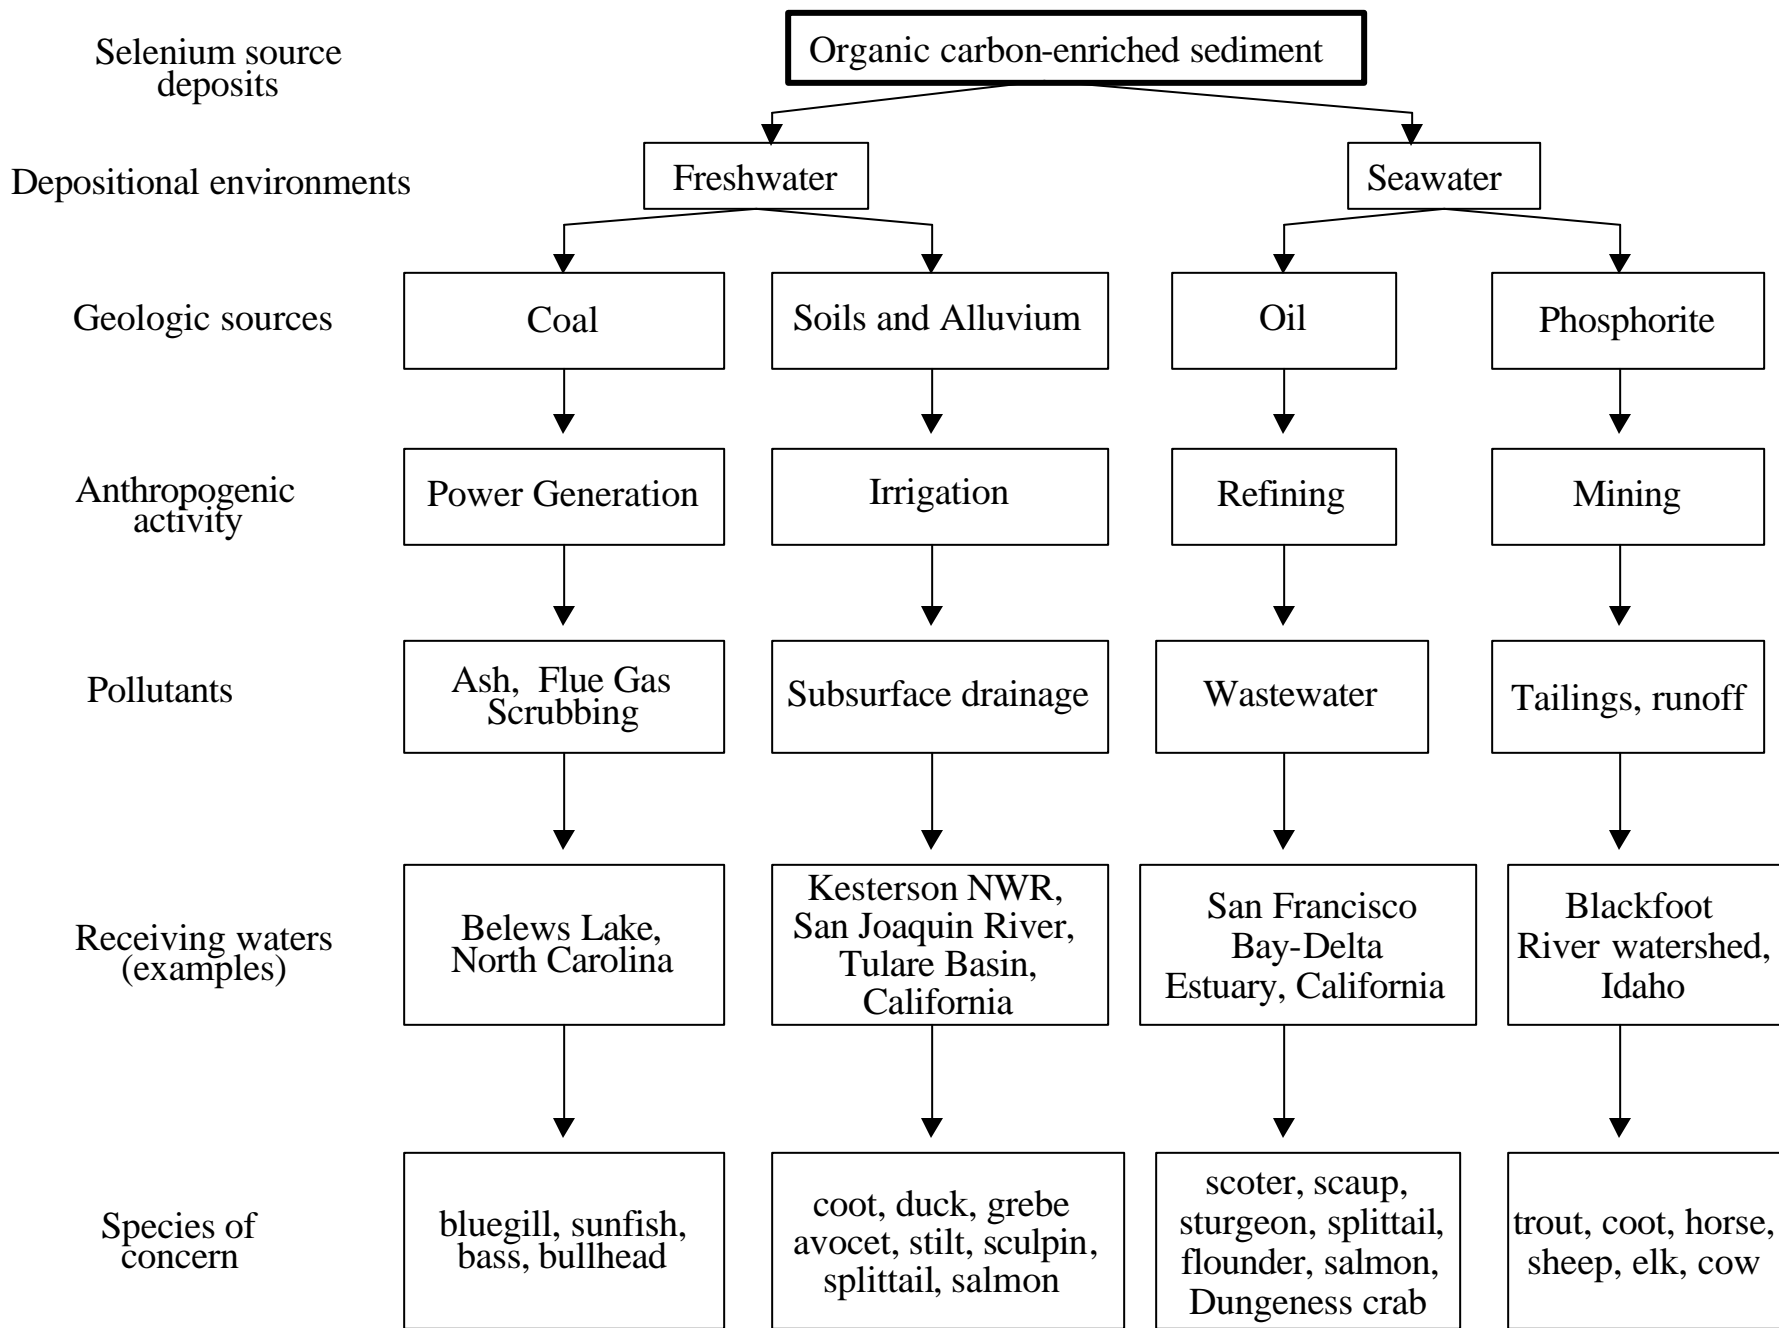 Selenium source
deposits
Organic carbon-enriched sediment
Depositional environments
Freshwater
Seawater
Geologic sources
Coal
Soils and Alluvium
Oil
Phosphorite
Anthropogenic
activity
Power Generation
Irrigation
Refining
Mining
Pollutants
Ash, Flue Gas
Scrubbing
Subsurface drainage
Wastewater
Tailings, runoff
Receiving waters
(examples)
Belews Lake,
North Carolina
Kesterson NWR,
San Joaquin River,
Tulare Basin,
California
San Francisco
Bay-Delta
Estuary, California
Blackfoot
River watershed,
Idaho
Species of
concern
bluegill, sunfish,
bass, bullhead
coot, duck, grebe
avocet, stilt, sculpin,
splittail, salmon
scoter, scaup,
sturgeon, splittail,
flounder, salmon,
Dungeness crab
trout, coot, horse,
sheep, elk, cow